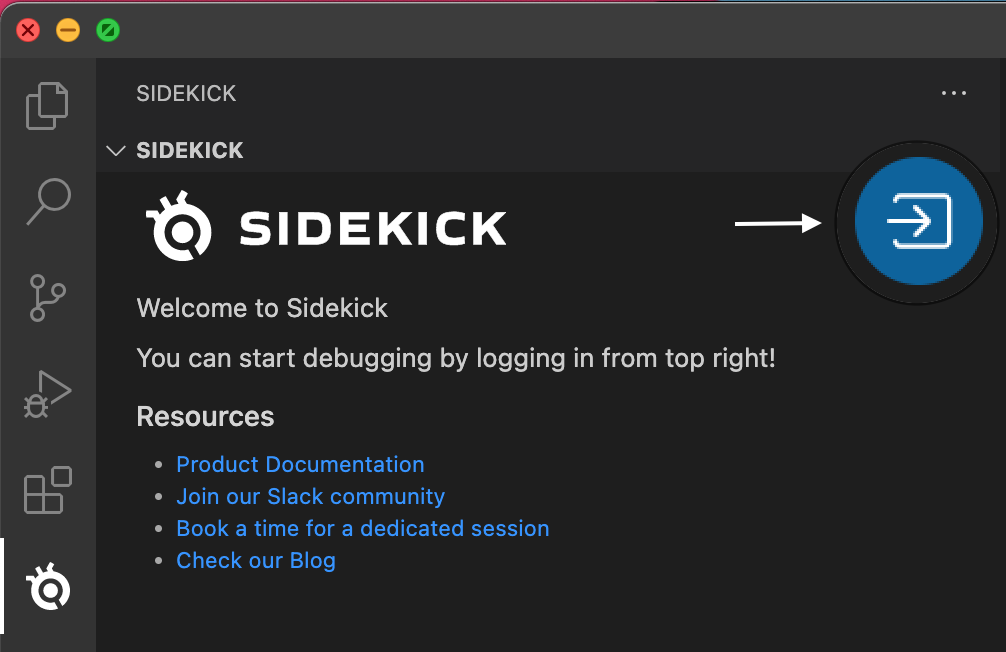 SIDEKICK
SIDEKICK
SIDEKICK
Welcome to Sidekick
You can start debugging by logging in from top right!
Resources
Product Documentation
Join our Slack community
Book a time for a dedicated session
Check our Blog